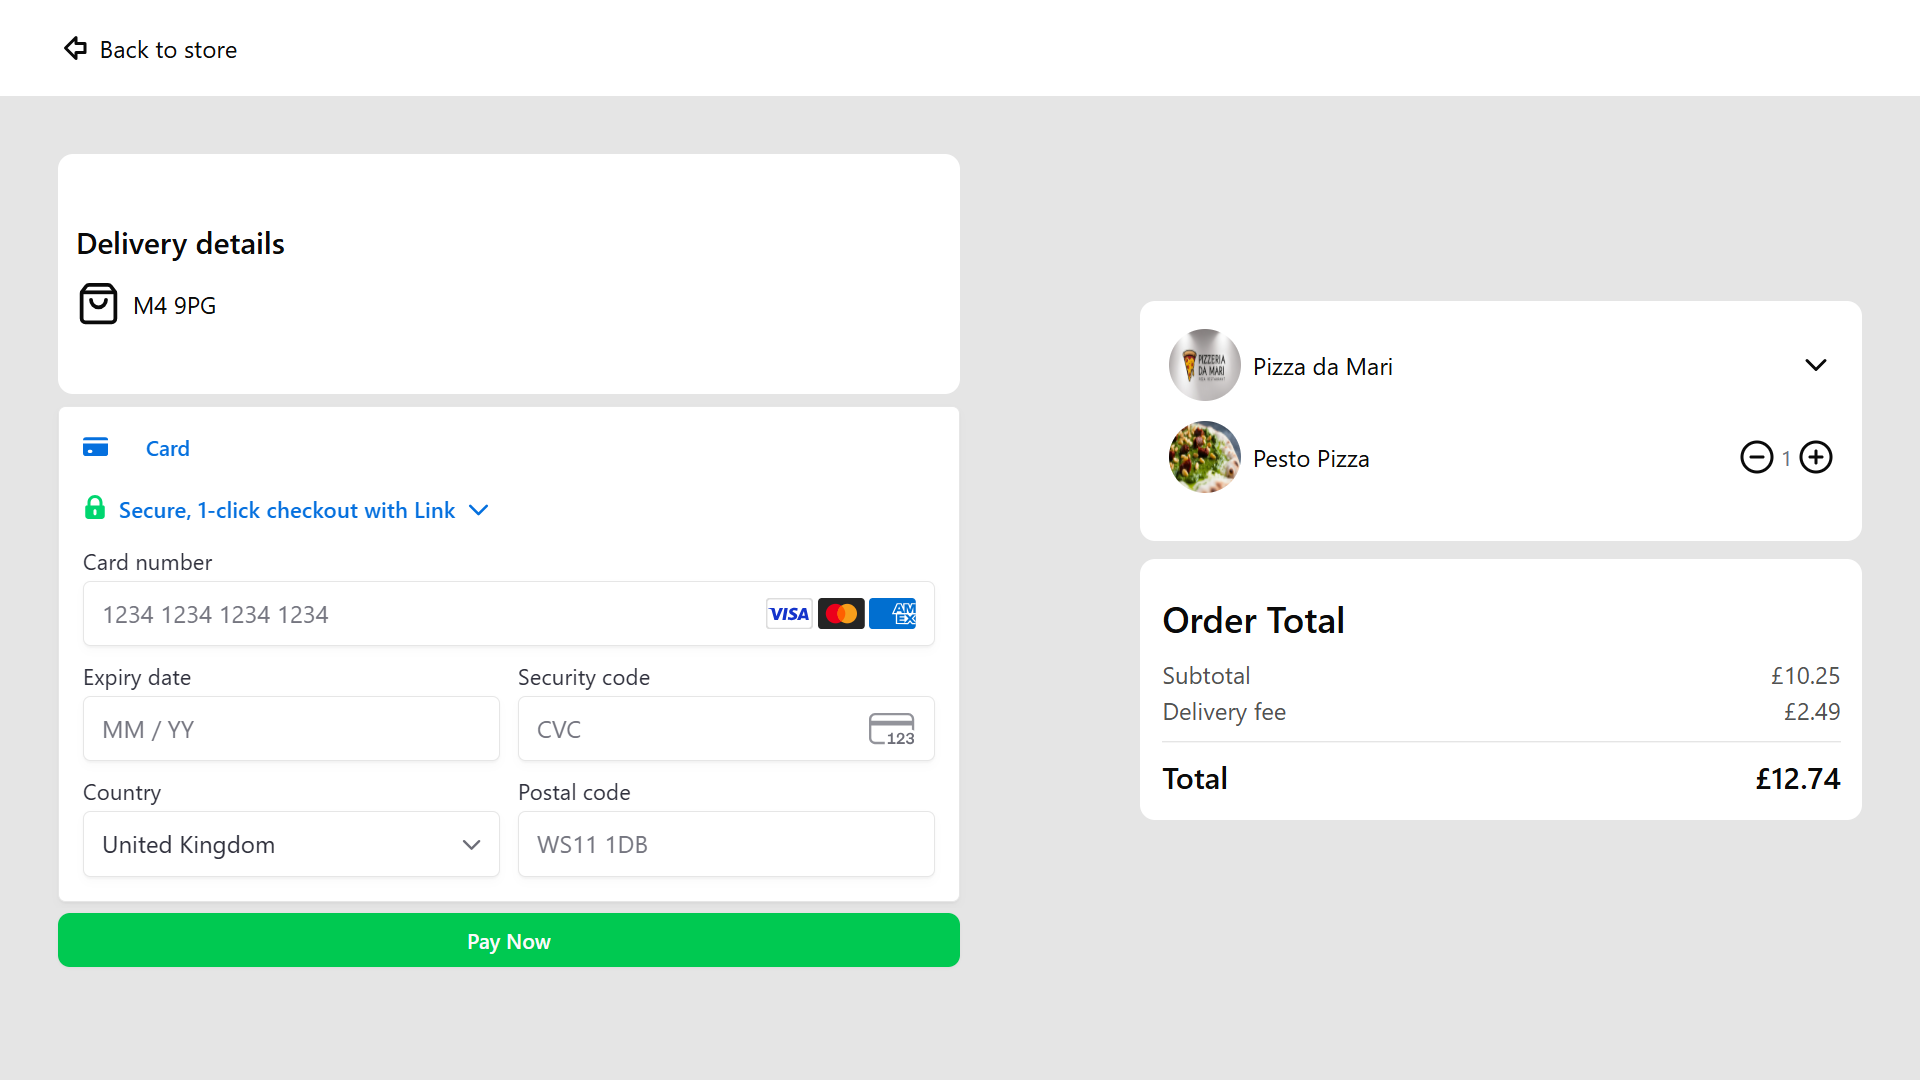 Back to store
Delivery details
M4 9PG
Card
Secure, 1-click checkout with Link
Card number
1234 1234 1234 1234
VISA
AM
EX
Expiry date
Security code
MM / YY
CVC
123
Country
Postal code
United Kingdom
WS11 1DB
Pay Now
PIZZERIA
DA MARI
Pizza da Mari
Pesto Pizza
1
Order Total
Subtotal £10.25
Delivery fee £2.49
Total £12.74